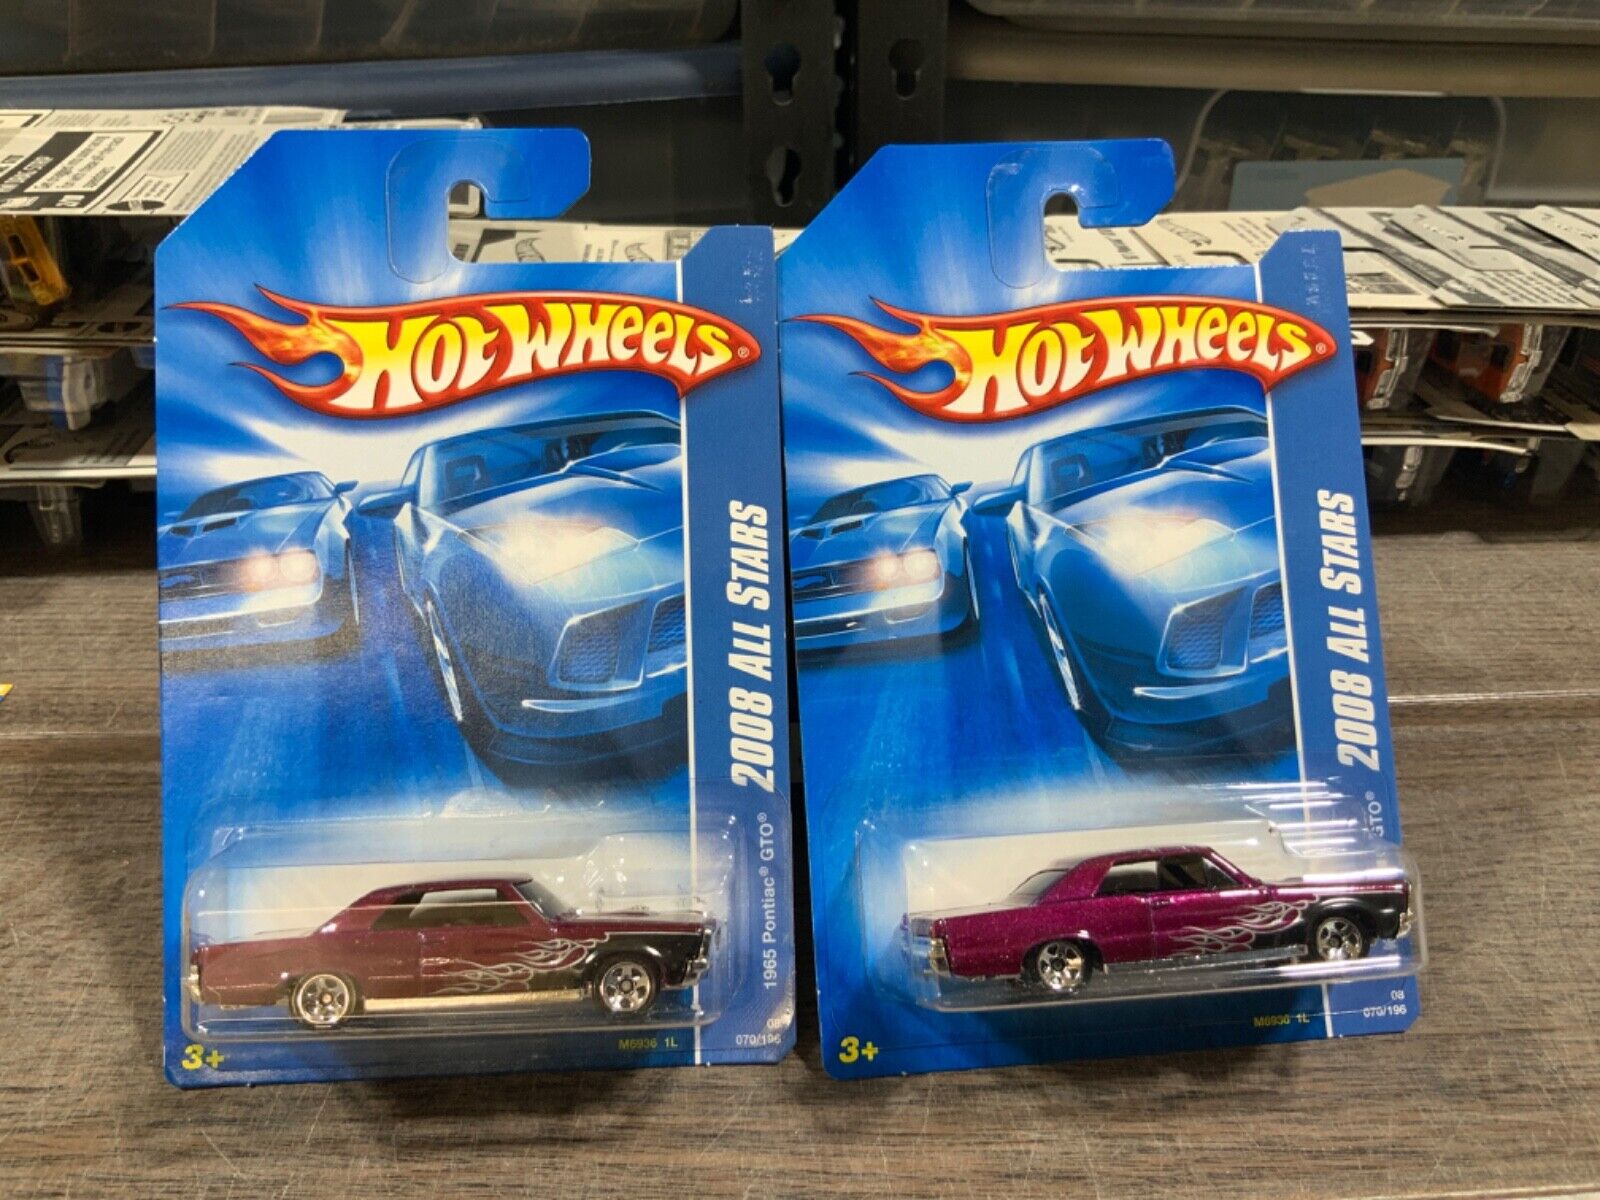 HOT WHEELS®
2008 ALL STARS
1965 Pontiac® GTO®
3+
M6936 1L
08
070/196
HOT WHEELS®
2008 ALL STARS
GTO®
3+
M6936 1L
08
070/196